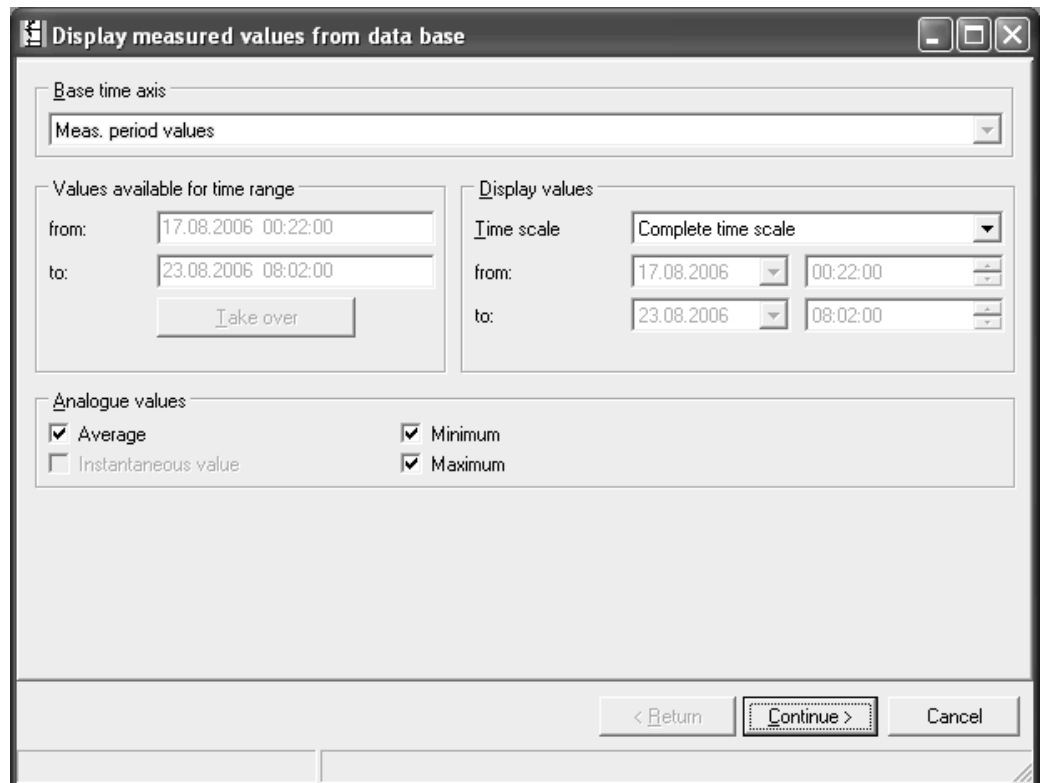 Display measured values from data base
Base time axis
Meas. period values
Values available for time range
from: 17.08.2006 00:22:00
to: 23.08.2006 08:02:00
Take over
Display values
Time scale Complete time scale
from: 17.08.2006 00:22:00
to: 23.08.2006 08:02:00
Analogue values
Average Minimum
Instantaneous value Maximum
< Return Continue > Cancel